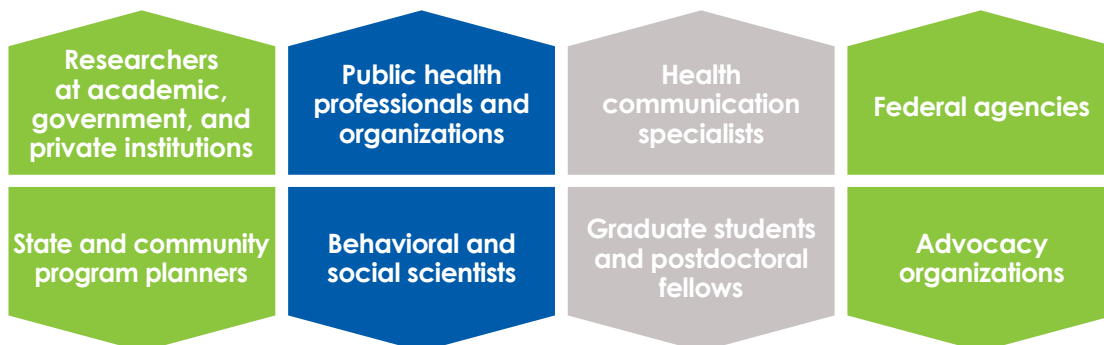 Researchers
at academic,
government, and
private institutions
Public health
professionals and
organizations
Health
communication
specialists
Federal agencies
State and community
program planners
Behavioral and
social scientists
Graduate students
and postdoctoral
fellows
Advocacy
organizations